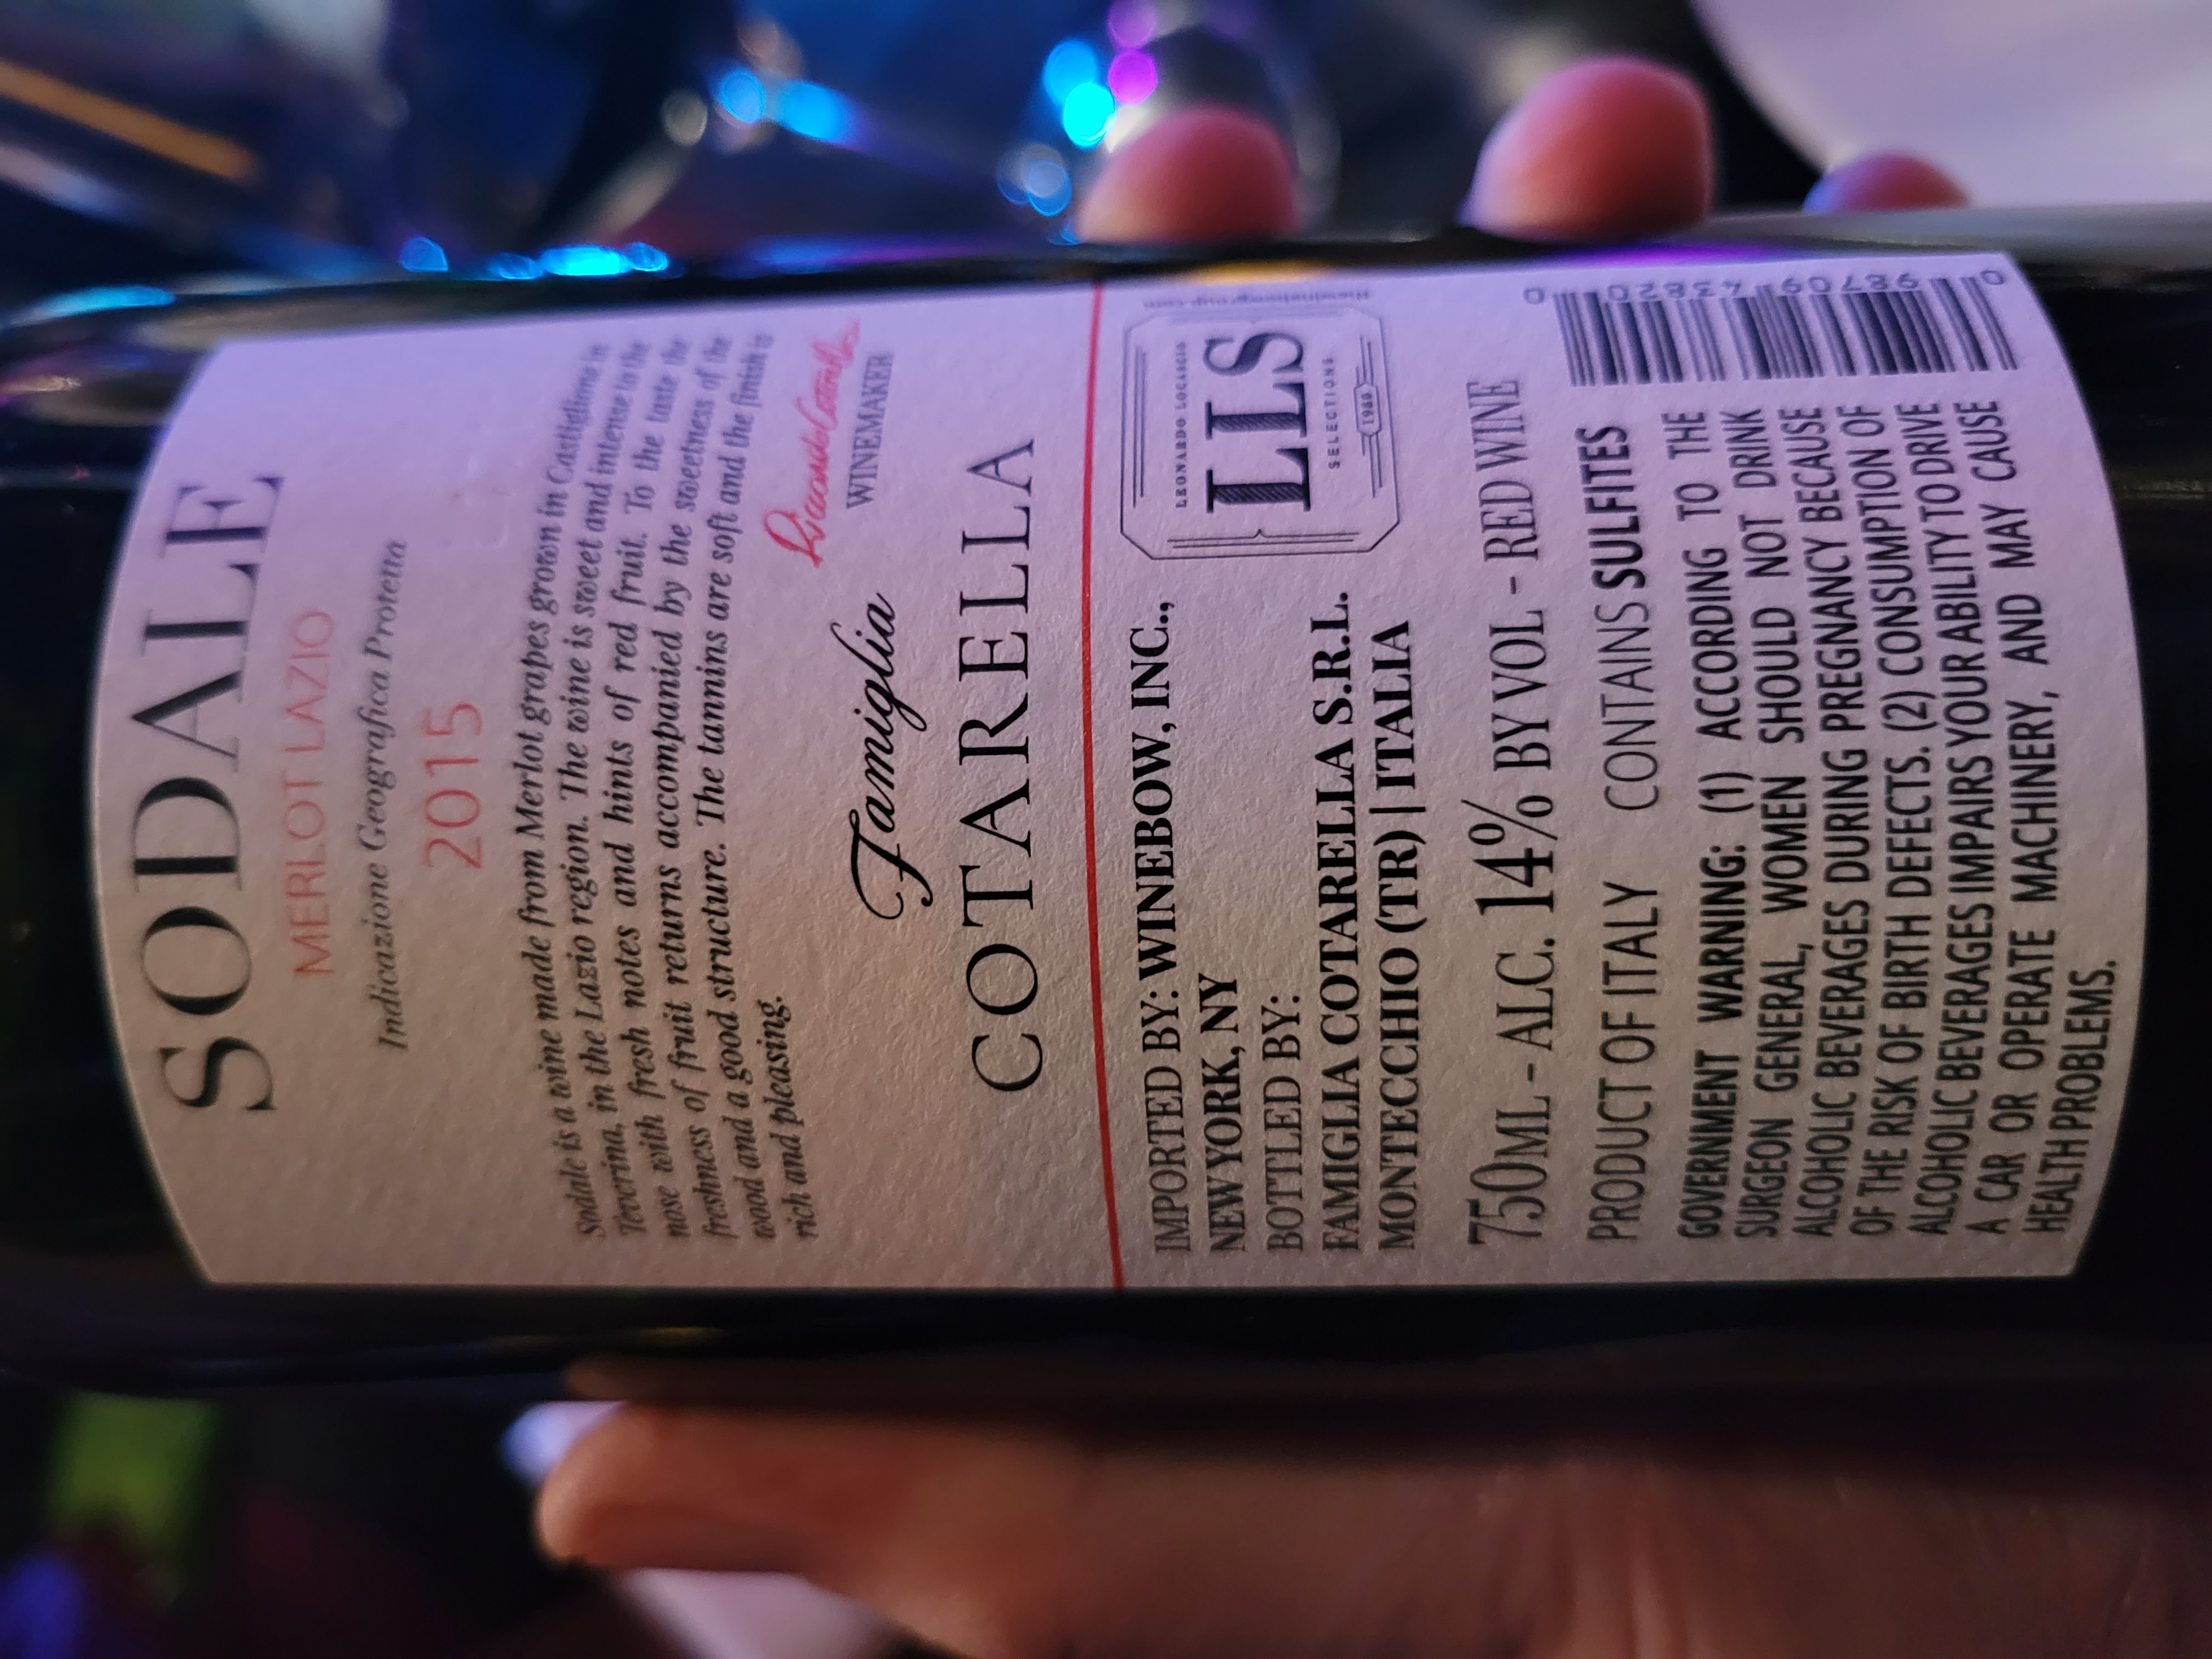 SODALE
MERLOT LAZIO
Indicazione Geografica Protetta
2015
Sodale is a wine made from Merlot grapes grown in Castiglione in
Teverina, in the Lazio region. The wine is sweet and intense to the
nose with fresh notes and hints of red fruit. To the taste the
freshness of fruit returns accompanied by the sweetness of the
wood and a good structure. The tannins are soft and the finish is
rich and pleasing.
Riccardo Cotarella
WINEMAKER
Famiglia
COTARELLA
IMPORTED BY: WINEBOW, INC.,
NEW YORK, NY
BOTTLED BY:
FAMIGLIA COTARELLA S.R.L.
MONTECCHIO (TR) | ITALIA
LEONARDO LOCASCIO
LLS
SELECTIONS
1980
thewinebowgroup.com
750ML - ALC. 14% BY VOL - RED WINE
PRODUCT OF ITALY CONTAINS SULFITES
GOVERNMENT WARNING: (1) ACCORDING TO THE
SURGEON GENERAL, WOMEN SHOULD NOT DRINK
ALCOHOLIC BEVERAGES DURING PREGNANCY BECAUSE
OF THE RISK OF BIRTH DEFECTS. (2) CONSUMPTION OF
ALCOHOLIC BEVERAGES IMPAIRS YOUR ABILITY TO DRIVE
A CAR OR OPERATE MACHINERY, AND MAY CAUSE
HEALTH PROBLEMS.
0 98709 43820 0